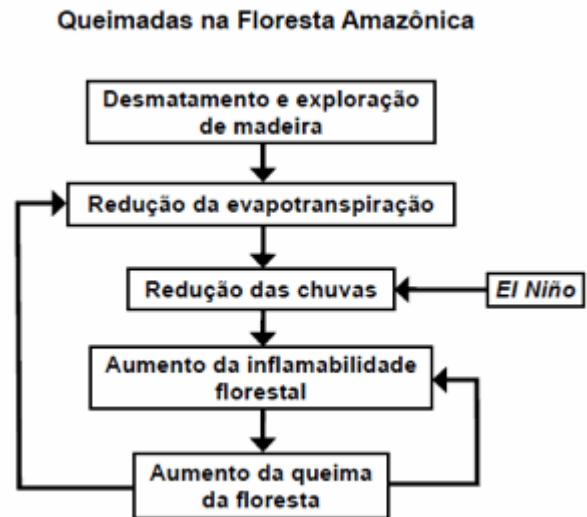 Queimadas na Floresta Amazônica
Desmatamento e exploração
de madeira
Redução da evapotranspiração
Redução das chuvas
El Niño
Aumento da inflamabilidade
florestal
Aumento da queima
da floresta